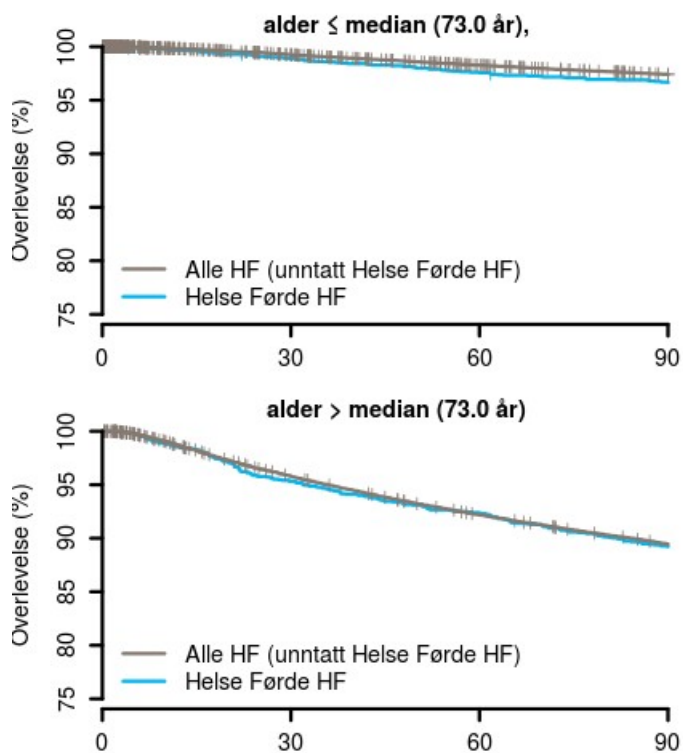 alder ≤ median (73.0 år),
Overlevelse (%)
100
95
90
85
80
75
Alle HF (unntatt Helse Førde HF)
Helse Førde HF
0 30 60 90
alder > median (73.0 år)
Overlevelse (%)
100
95
90
85
80
75
Alle HF (unntatt Helse Førde HF)
Helse Førde HF
0 30 60 90